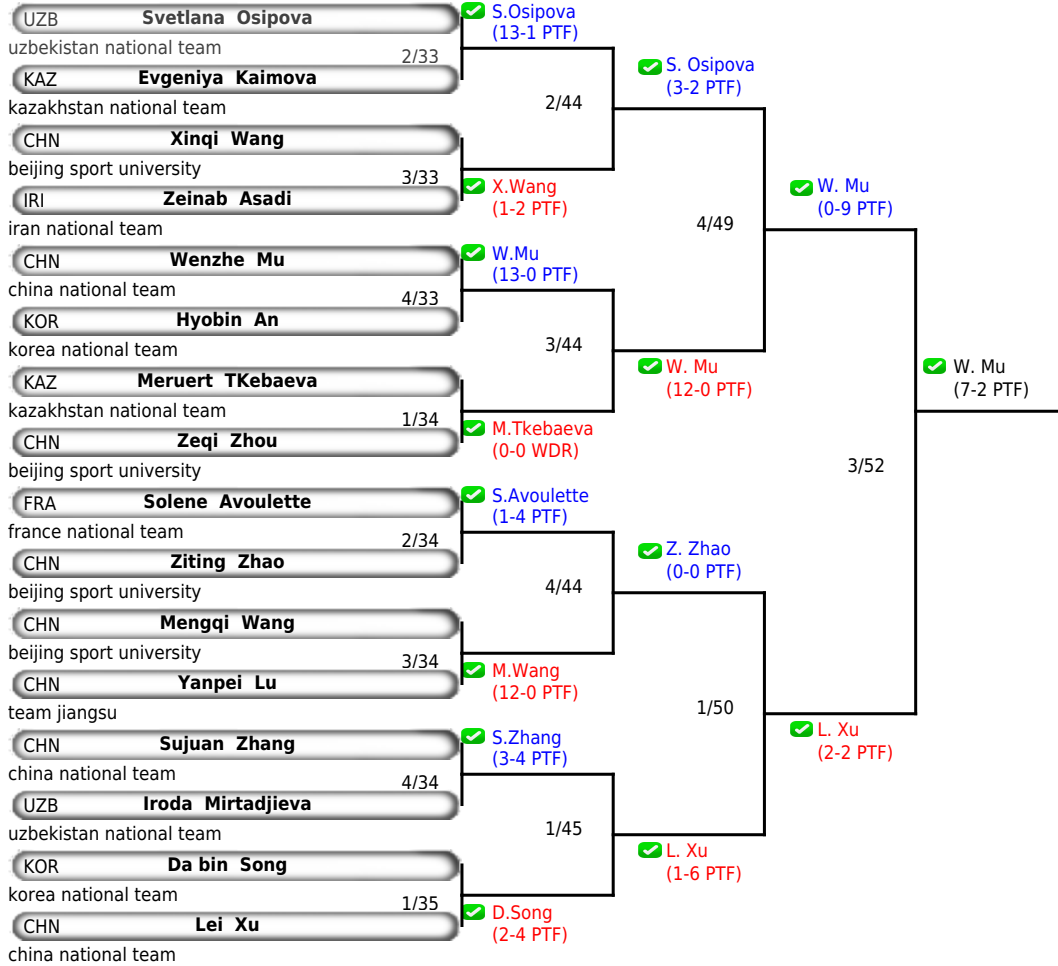 UZB Svetlana Osipova
uzbekistan national team
2/33
KAZ Evgeniya Kaimova
kazakhstan national team
CHN Xinqi Wang
beijing sport university
3/33
IRI Zeinab Asadi
iran national team
CHN Wenzhe Mu
china national team
4/33
KOR Hyobin An
korea national team
KAZ Meruert TKebaeva
kazakhstan national team
1/34
CHN Zeqi Zhou
beijing sport university
FRA Solene Avoulette
france national team
2/34
CHN Ziting Zhao
beijing sport university
CHN Mengqi Wang
beijing sport university
3/34
CHN Yanpei Lu
team jiangsu
CHN Sujuan Zhang
china national team
4/34
UZB Iroda Mirtadjieva
uzbekistan national team
KOR Da bin Song
korea national team
1/35
CHN Lei Xu
china national team
S.Osipova
(13-1 PTF)
2/44
X.Wang
(1-2 PTF)
W.Mu
(13-0 PTF)
3/44
M.Tkebaeva
(0-0 WDR)
S.Avoulette
(1-4 PTF)
4/44
M.Wang
(12-0 PTF)
S.Zhang
(3-4 PTF)
1/45
D.Song
(2-4 PTF)
S. Osipova
(3-2 PTF)
4/49
W. Mu
(12-0 PTF)
Z. Zhao
(0-0 PTF)
1/50
L. Xu
(1-6 PTF)
W. Mu
(0-9 PTF)
3/52
L. Xu
(2-2 PTF)
W. Mu
(7-2 PTF)